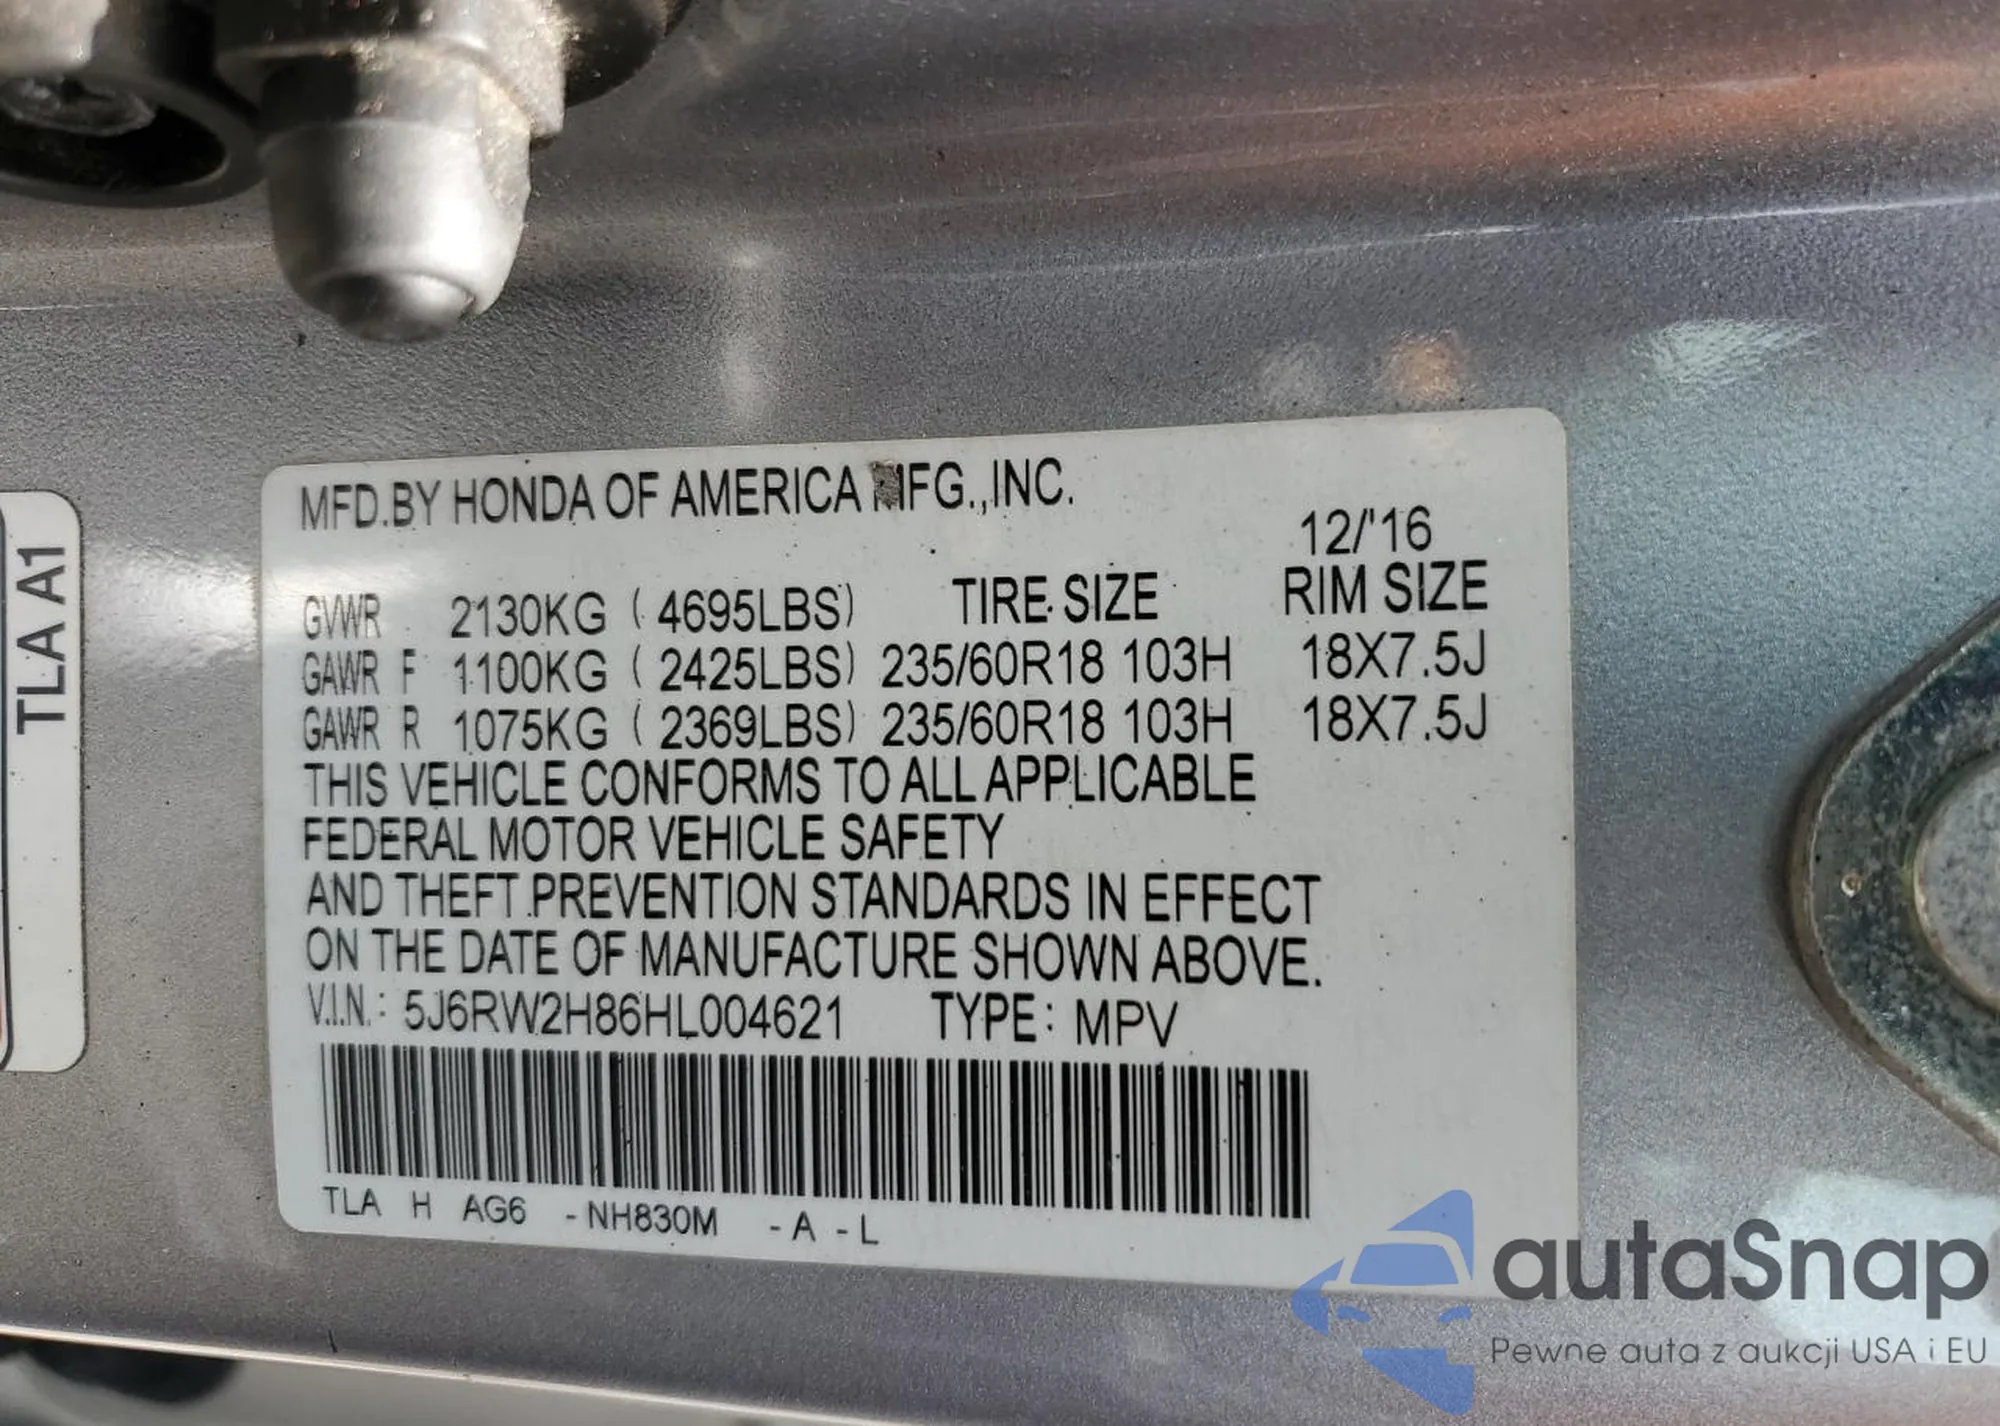 MFD.BY HONDA OF AMERICA MFG.,INC.
12/'16
GVWR 2130KG ( 4695LBS) TIRE SIZE RIM SIZE
GAWR F 1100KG ( 2425LBS) 235/60R18 103H 18X7.5J
GAWR R 1075KG ( 2369LBS) 235/60R18 103H 18X7.5J
THIS VEHICLE CONFORMS TO ALL APPLICABLE
FEDERAL MOTOR VEHICLE SAFETY
AND THEFT PREVENTION STANDARDS IN EFFECT
ON THE DATE OF MANUFACTURE SHOWN ABOVE.
V.I.N.: 5J6RW2H86HL004621 TYPE: MPV
TLA H AG6 -NH830M -A -L
TLA A1
autaSnap
Pewne auta z aukcji USA i EU